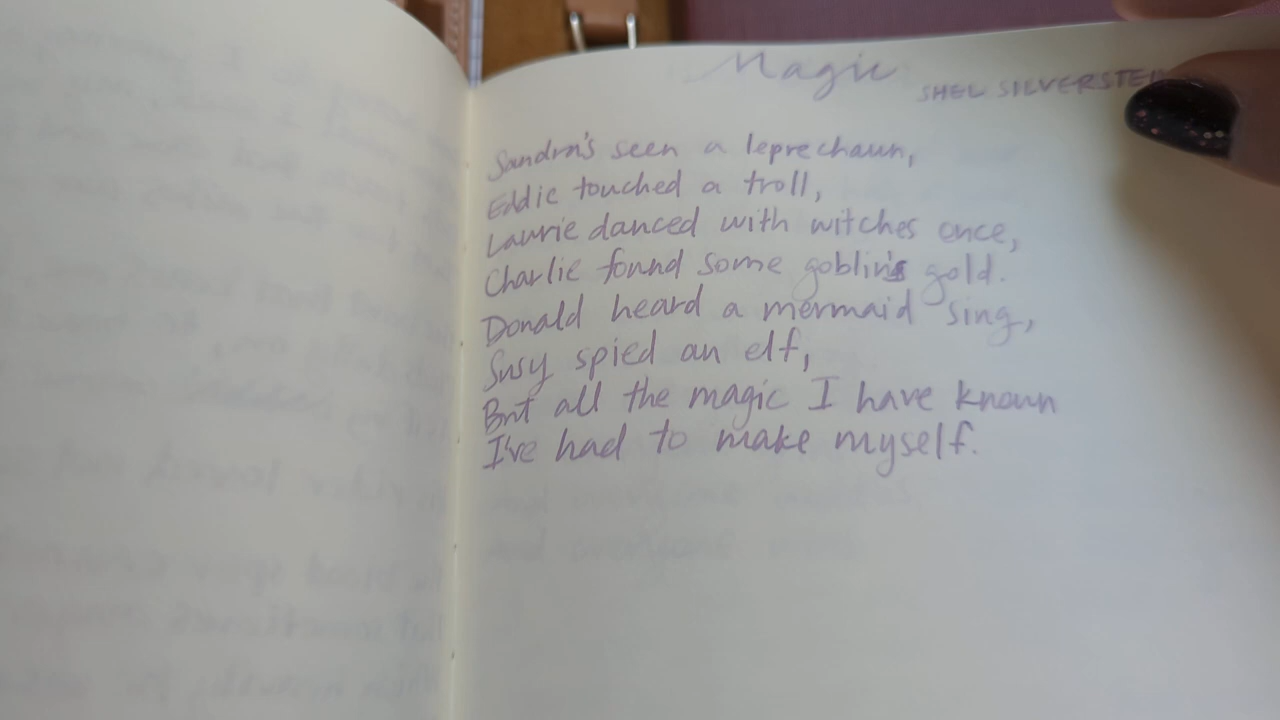 Magic
SHEL SILVERSTEI
Sandra's seen a leprechaun,
Eddie touched a troll,
Laurie danced with witches once,
Charlie found some goblin's gold.
Donald heard a mermaid sing,
Susy spied an elf,
But all the magic I have known
I've had to make myself.